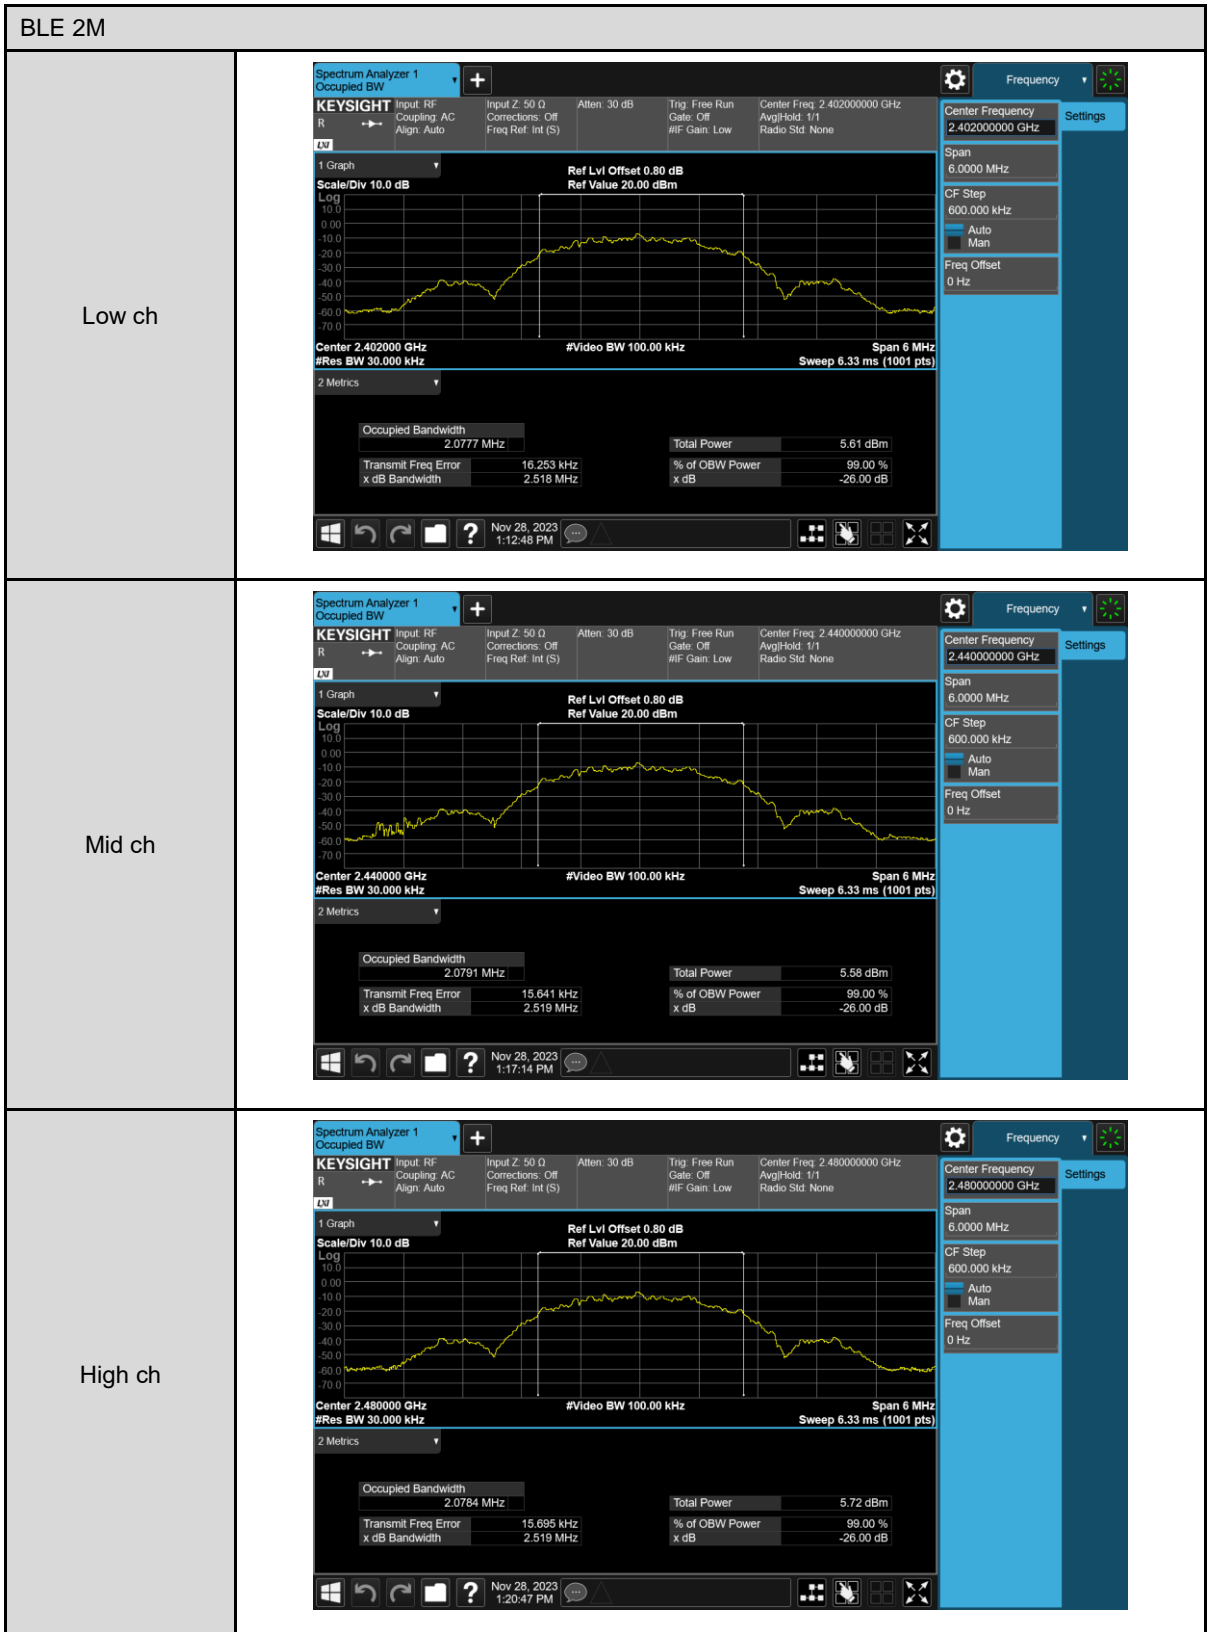 BLE 2M
Low ch
Spectrum Analyzer 1
Occupied BW
Frequency
KEYSIGHT
R
LXI
Input: RF
Coupling: AC
Align: Auto
Input Z: 50 Ω
Corrections: Off
Freq Ref: Int (S)
Atten: 30 dB
Trig: Free Run
Gate: Off
#IF Gain: Low
Center Freq: 2.402000000 GHz
Avg|Hold: 1/1
Radio Std: None
Center Frequency
2.402000000 GHz
Settings
Span
6.0000 MHz
CF Step
600.000 kHz
Auto
Man
Freq Offset
0 Hz
1 Graph
Scale/Div 10.0 dB
Ref Lvl Offset 0.80 dB
Ref Value 20.00 dBm
Log
10.0
0.00
-10.0
-20.0
-30.0
-40.0
-50.0
-60.0
-70.0
Center 2.402000 GHz
#Video BW 100.00 kHz
Span 6 MHz
#Res BW 30.000 kHz
Sweep 6.33 ms (1001 pts)
2 Metrics
Occupied Bandwidth
2.0777 MHz
Total Power 5.61 dBm
Transmit Freq Error 16.253 kHz
% of OBW Power 99.00 %
x dB Bandwidth 2.518 MHz
x dB -26.00 dB
?
Nov 28, 2023
1:12:48 PM
Mid ch
Spectrum Analyzer 1
Occupied BW
Frequency
KEYSIGHT
R
LXI
Input: RF
Coupling: AC
Align: Auto
Input Z: 50 Ω
Corrections: Off
Freq Ref: Int (S)
Atten: 30 dB
Trig: Free Run
Gate: Off
#IF Gain: Low
Center Freq: 2.440000000 GHz
Avg|Hold: 1/1
Radio Std: None
Center Frequency
2.440000000 GHz
Settings
Span
6.0000 MHz
CF Step
600.000 kHz
Auto
Man
Freq Offset
0 Hz
1 Graph
Scale/Div 10.0 dB
Ref Lvl Offset 0.80 dB
Ref Value 20.00 dBm
Log
10.0
0.00
-10.0
-20.0
-30.0
-40.0
-50.0
-60.0
-70.0
Center 2.440000 GHz
#Video BW 100.00 kHz
Span 6 MHz
#Res BW 30.000 kHz
Sweep 6.33 ms (1001 pts)
2 Metrics
Occupied Bandwidth
2.0791 MHz
Total Power 5.58 dBm
Transmit Freq Error 15.641 kHz
% of OBW Power 99.00 %
x dB Bandwidth 2.519 MHz
x dB -26.00 dB
?
Nov 28, 2023
1:17:14 PM
High ch
Spectrum Analyzer 1
Occupied BW
Frequency
KEYSIGHT
R
LXI
Input: RF
Coupling: AC
Align: Auto
Input Z: 50 Ω
Corrections: Off
Freq Ref: Int (S)
Atten: 30 dB
Trig: Free Run
Gate: Off
#IF Gain: Low
Center Freq: 2.480000000 GHz
Avg|Hold: 1/1
Radio Std: None
Center Frequency
2.480000000 GHz
Settings
Span
6.0000 MHz
CF Step
600.000 kHz
Auto
Man
Freq Offset
0 Hz
1 Graph
Scale/Div 10.0 dB
Ref Lvl Offset 0.80 dB
Ref Value 20.00 dBm
Log
10.0
0.00
-10.0
-20.0
-30.0
-40.0
-50.0
-60.0
-70.0
Center 2.480000 GHz
#Video BW 100.00 kHz
Span 6 MHz
#Res BW 30.000 kHz
Sweep 6.33 ms (1001 pts)
2 Metrics
Occupied Bandwidth
2.0784 MHz
Total Power 5.72 dBm
Transmit Freq Error 15.695 kHz
% of OBW Power 99.00 %
x dB Bandwidth 2.519 MHz
x dB -26.00 dB
?
Nov 28, 2023
1:20:47 PM